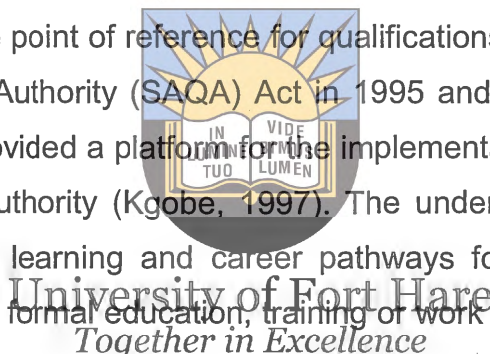 point of reference for qualifications
Authority (SAQA) Act in 1995 and
ovided a platform for the implement
uthority (Kgobe, 1997). The under
learning and career pathways fo
formal education, training or work
IN
LUMINE
TUO
VIDE
BIMUS
LUMEN
University of Fort Hare
Together in Excellence